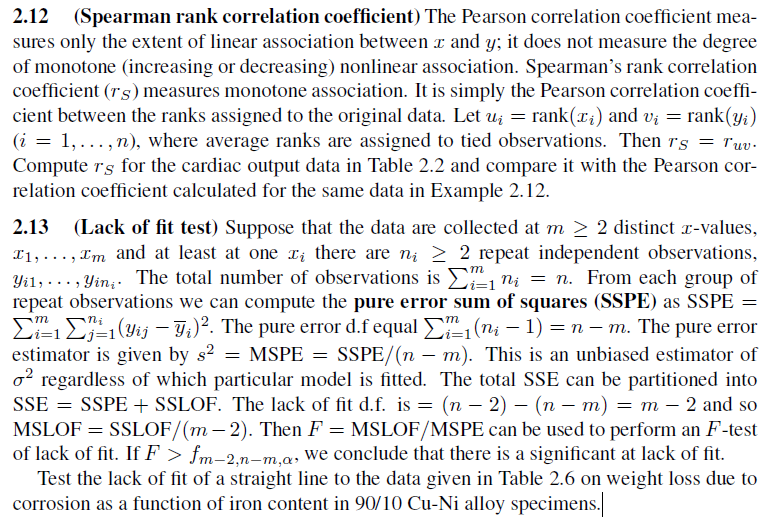 2.12 (Spearman rank correlation coefficient) The Pearson correlation coefficient mea-
sures only the extent of linear association between x and y; it does not measure the degree
of monotone (increasing or decreasing) nonlinear association. Spearman's rank correlation
coefficient (r_S) measures monotone association. It is simply the Pearson correlation coeffi-
cient between the ranks assigned to the original data. Let u_i = rank(x_i) and v_i = rank(y_i)
(i = 1, . . . , n), where average ranks are assigned to tied observations. Then r_S = r_{uv}.
Compute r_S for the cardiac output data in Table 2.2 and compare it with the Pearson cor-
relation coefficient calculated for the same data in Example 2.12.
2.13 (Lack of fit test) Suppose that the data are collected at m ≥ 2 distinct x-values,
x_1, . . . , x_m and at least at one x_i there are n_i ≥ 2 repeat independent observations,
y_{i1}, . . . , y_{in_i}. The total number of observations is ∑_{i=1}^{m} n_i = n. From each group of
repeat observations we can compute the pure error sum of squares (SSPE) as SSPE =
∑_{i=1}^{m} ∑_{j=1}^{n_i} (y_{ij} − y̅_i)². The pure error d.f equal ∑_{i=1}^{m} (n_i − 1) = n − m. The pure error
estimator is given by s² = MSPE = SSPE/(n − m). This is an unbiased estimator of
σ² regardless of which particular model is fitted. The total SSE can be partitioned into
SSE = SSPE + SSLOF. The lack of fit d.f. is = (n − 2) − (n − m) = m − 2 and so
MSLOF = SSLOF/(m − 2). Then F = MSLOF/MSPE can be used to perform an F-test
of lack of fit. If F > f_{m−2,n−m,α}, we conclude that there is a significant at lack of fit.
Test the lack of fit of a straight line to the data given in Table 2.6 on weight loss due to
corrosion as a function of iron content in 90/10 Cu-Ni alloy specimens.